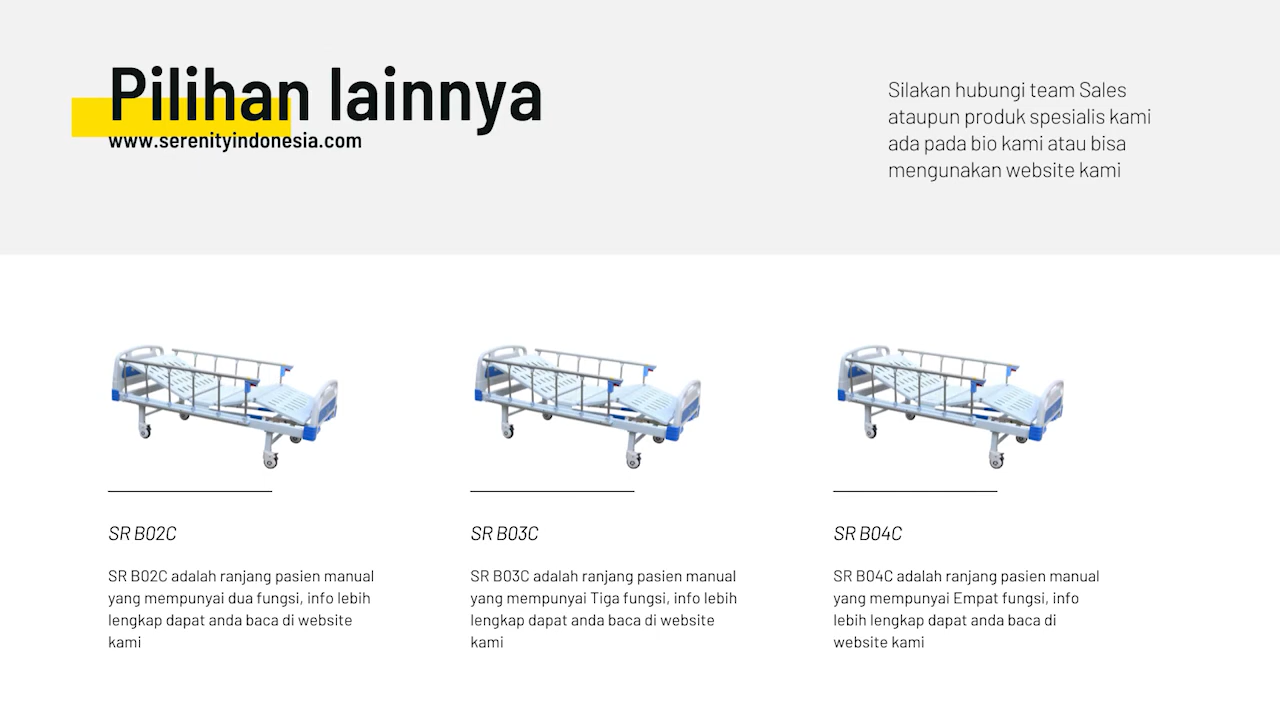 Pilihan lainnya
www.serenityindonesia.com
Silakan hubungi team Sales
ataupun produk spesialis kami
ada pada bio kami atau bisa
mengunakan website kami
SR B02C
SR B02C adalah ranjang pasien manual
yang mempunyai dua fungsi, info lebih
lengkap dapat anda baca di website
kami
SR B03C
SR B03C adalah ranjang pasien manual
yang mempunyai Tiga fungsi, info lebih
lengkap dapat anda baca di website
kami
SR B04C
SR B04C adalah ranjang pasien manual
yang mempunyai Empat fungsi, info
lebih lengkap dapat anda baca di
website kami